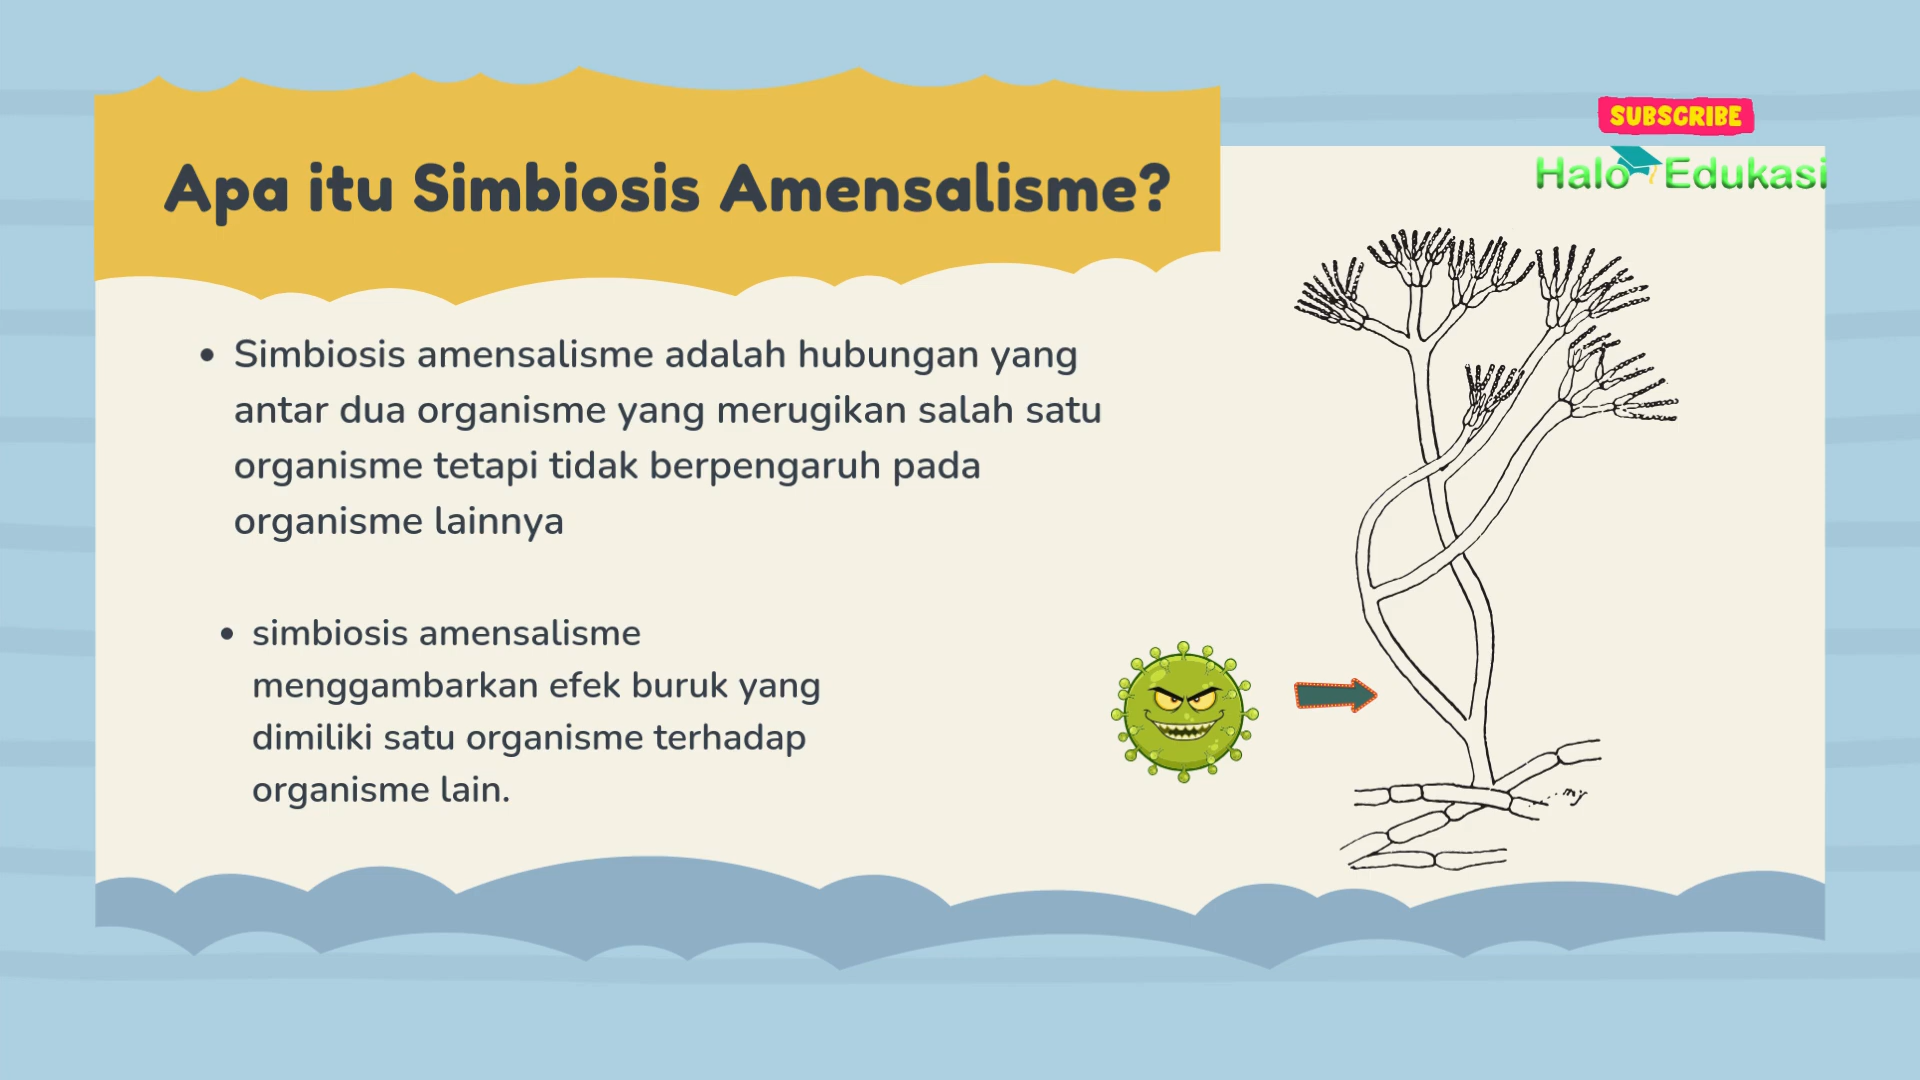 SUBSCRIBE
Halo Edukasi
Apa itu Simbiosis Amensalisme?
• Simbiosis amensalisme adalah hubungan yang
antar dua organisme yang merugikan salah satu
organisme tetapi tidak berpengaruh pada
organisme lainnya
• simbiosis amensalisme
menggambarkan efek buruk yang
dimiliki satu organisme terhadap
organisme lain.